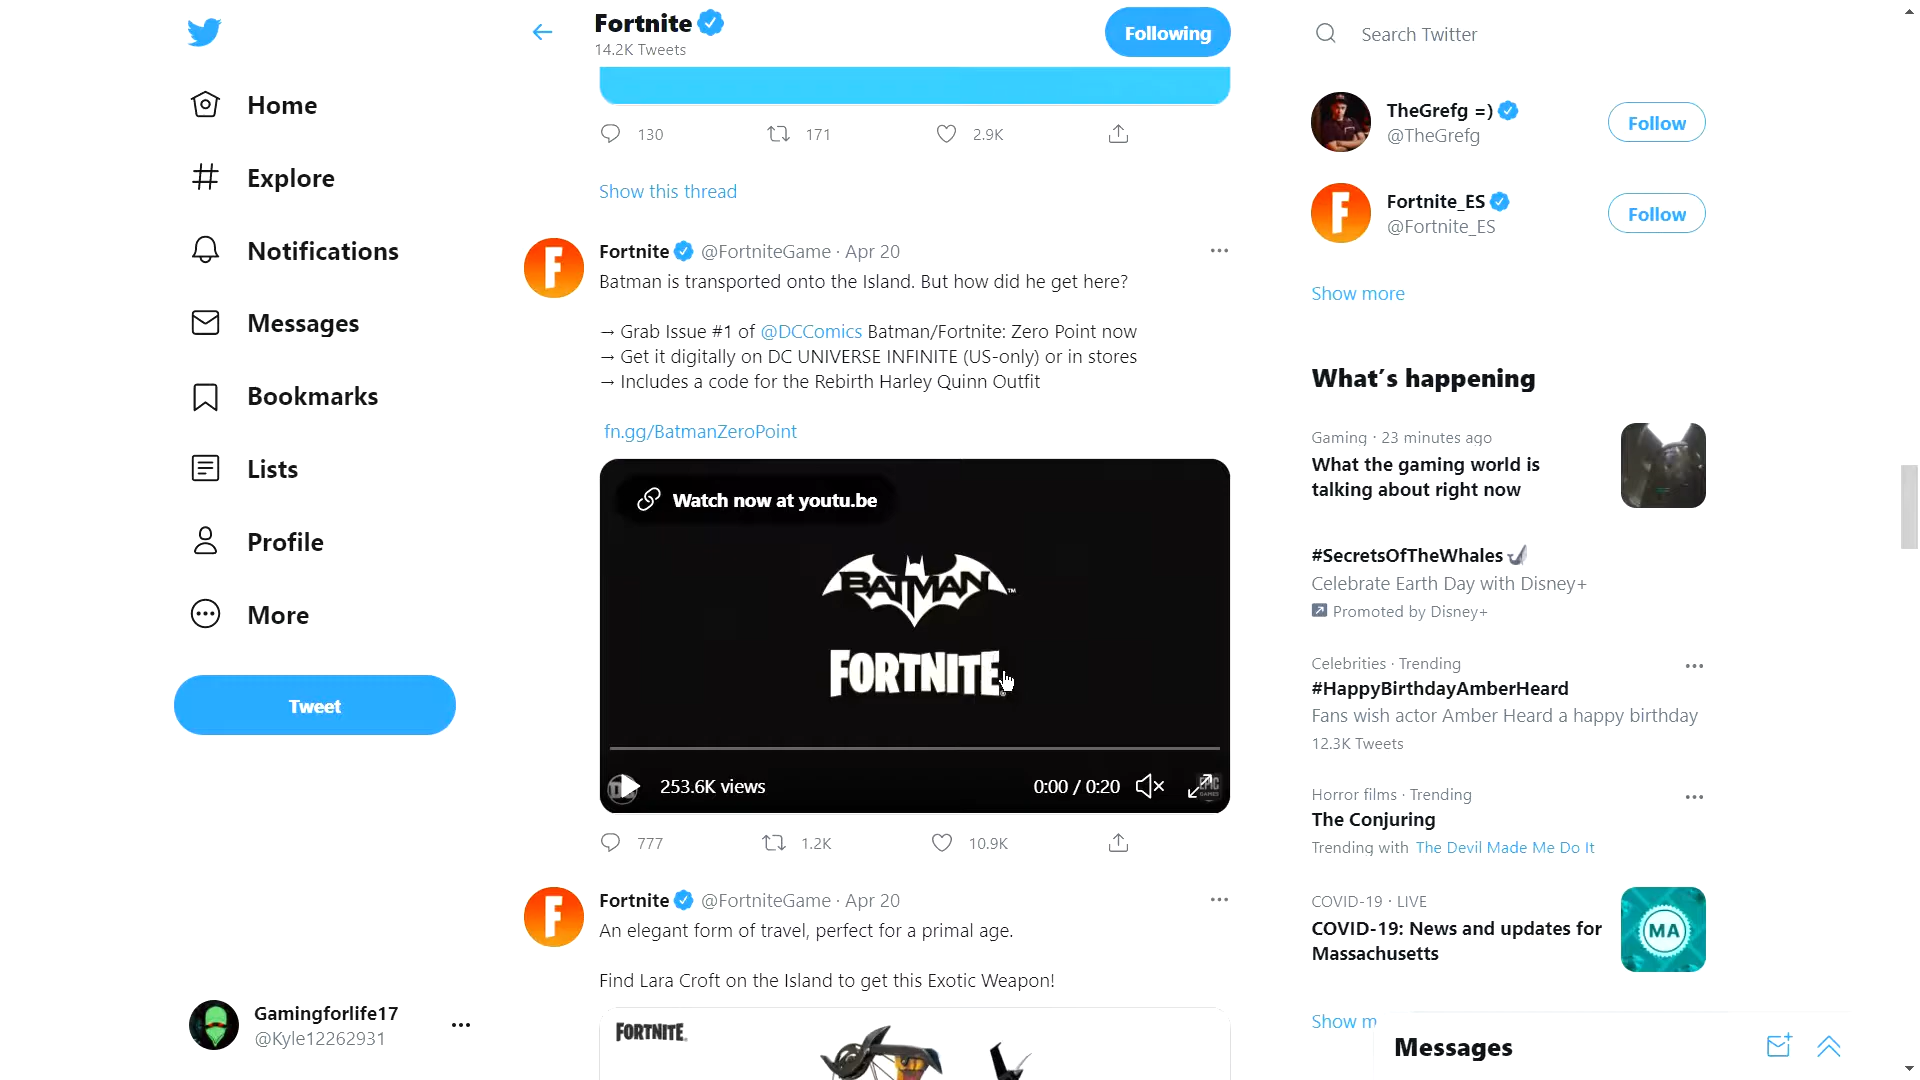 Home
Explore
Notifications
Messages
Bookmarks
Lists
Profile
More
Tweet
Gamingforlife17
@Kyle12262931
Fortnite
14.2K Tweets
Following
130 171 2.9K
Show this thread
Fortnite @FortniteGame · Apr 20
Batman is transported onto the Island. But how did he get here?
→ Grab Issue #1 of @DCComics Batman/Fortnite: Zero Point now
→ Get it digitally on DC UNIVERSE INFINITE (US-only) or in stores
→ Includes a code for the Rebirth Harley Quinn Outfit
fn.gg/BatmanZeroPoint
Watch now at youtu.be
BATMAN™
FORTNITE
253.6K views 0:00 / 0:20
EPIC
GAMES
777 1.2K 10.9K
Fortnite @FortniteGame · Apr 20
An elegant form of travel, perfect for a primal age.
Find Lara Croft on the Island to get this Exotic Weapon!
FORTNITE
Search Twitter
TheGrefg =)
@TheGrefg
Follow
Fortnite_ES
@Fortnite_ES
Follow
Show more
What's happening
Gaming · 23 minutes ago
What the gaming world is
talking about right now
#SecretsOfTheWhales
Celebrate Earth Day with Disney+
Promoted by Disney+
Celebrities · Trending
#HappyBirthdayAmberHeard
Fans wish actor Amber Heard a happy birthday
12.3K Tweets
Horror films · Trending
The Conjuring
Trending with The Devil Made Me Do It
COVID-19 · LIVE
COVID-19: News and updates for
Massachusetts
MA
Show m
Messages